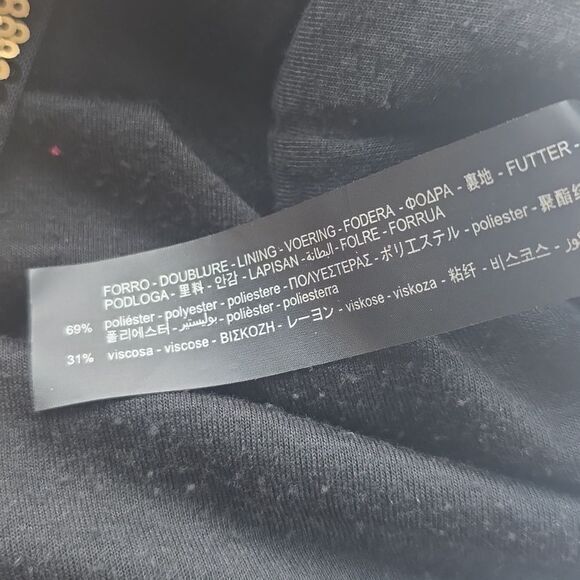 FORRO - DOUBLURE - LINING - VOERING - FODERA - ΦΟΔΡΑ - 裏地 - FUTTER -
PODLOGA - 里料 - 안감 - LAPISAN - البطانة - FOLRE - FORRUA
69% poliéster - polyester - poliestere - ΠΟΛΥΕΣΤΕΡΑΣ - ポリエステル - poliester - 聚酯
폴리에스터 - بوليستير - polièster - poliesterra
31% viscosa - viscose - ΒΙΣΚΟΖΗ - レーヨン - viskose - viskoza - 粘纤 - 비스코스 -